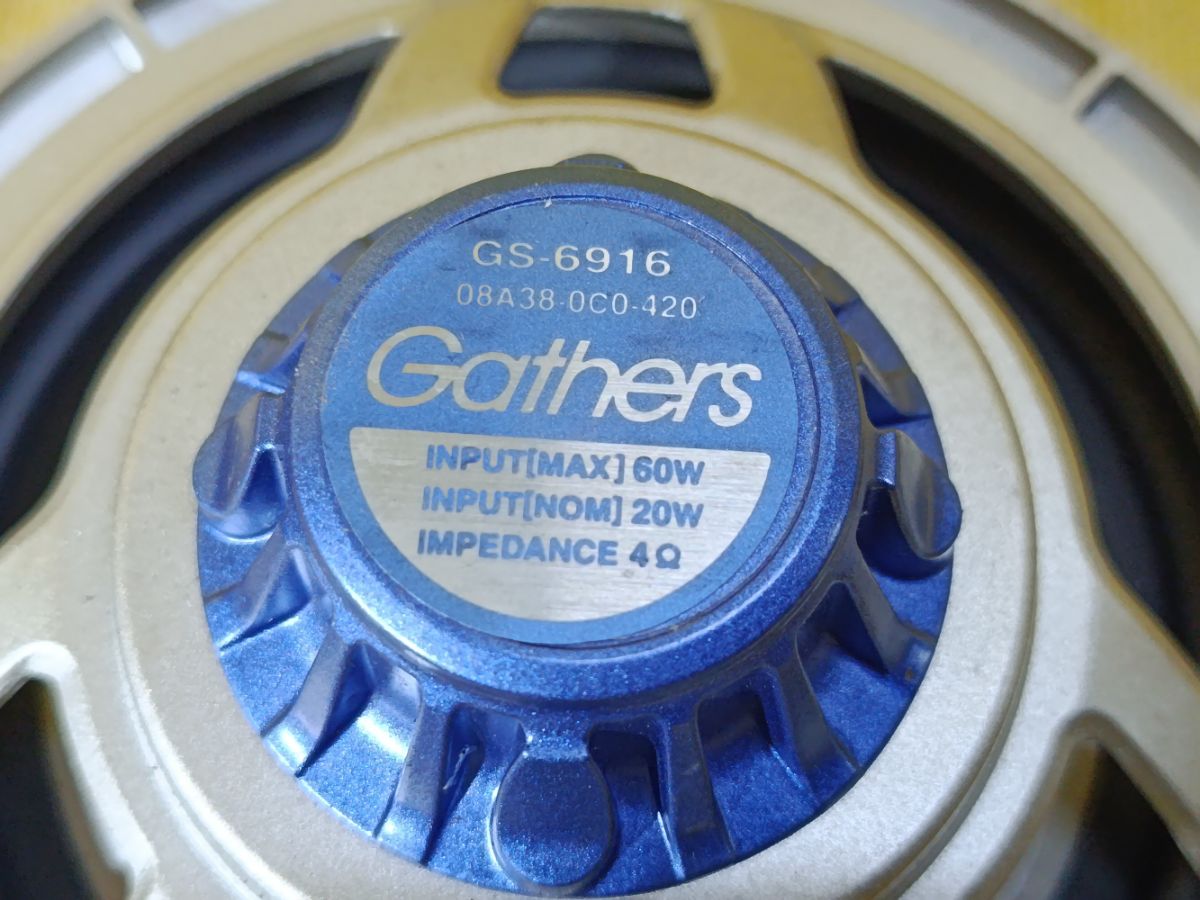 GS-6916
08A38-0C0-420
Gathers
INPUT[MAX] 60W
INPUT[NOM] 20W
IMPEDANCE 4Ω